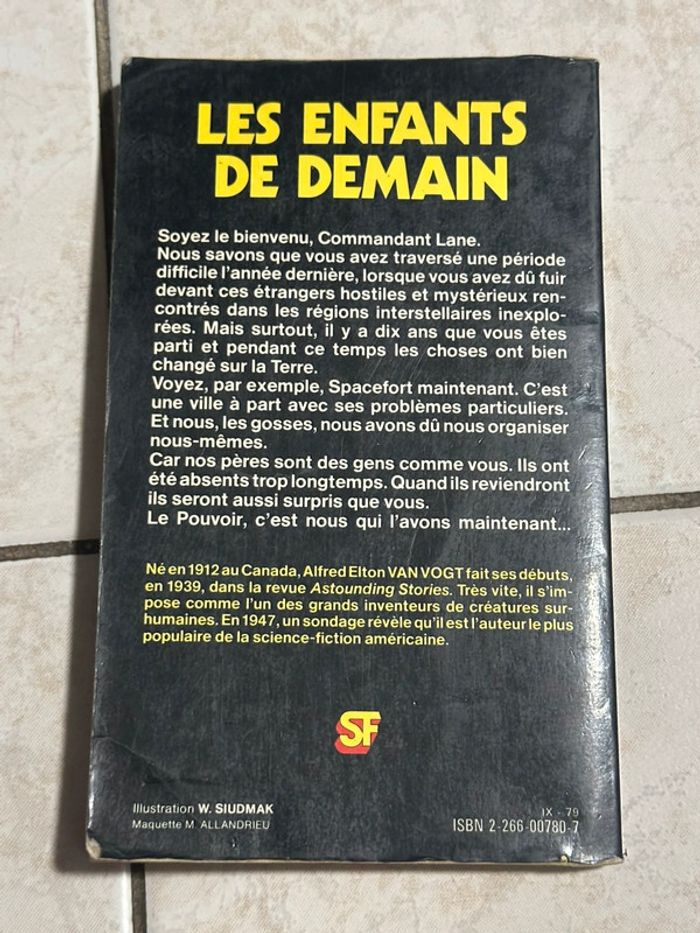 LES ENFANTS
DE DEMAIN
Soyez le bienvenu, Commandant Lane.
Nous savons que vous avez traversé une période
difficile l'année dernière, lorsque vous avez dû fuir
devant ces étrangers hostiles et mystérieux ren-
contrés dans les régions interstellaires inexplo-
rées. Mais surtout, il y a dix ans que vous êtes
parti et pendant ce temps les choses ont bien
changé sur la Terre.
Voyez, par exemple, Spacefort maintenant. C'est
une ville à part avec ses problèmes particuliers.
Et nous, les gosses, nous avons dû nous organiser
nous-mêmes.
Car nos pères sont des gens comme vous. Ils ont
été absents trop longtemps. Quand ils reviendront
ils seront aussi surpris que vous.
Le Pouvoir, c'est nous qui l'avons maintenant...
Né en 1912 au Canada, Alfred Elton VAN VOGT fait ses débuts,
en 1939, dans la revue Astounding Stories. Très vite, il s'im-
pose comme l'un des grands inventeurs de créatures sur-
humaines. En 1947, un sondage révèle qu'il est l'auteur le plus
populaire de la science-fiction américaine.
SF
Illustration W. SIUDMAK
Maquette M. ALLANDRIEU
IX - 79
ISBN 2-266-00780-7